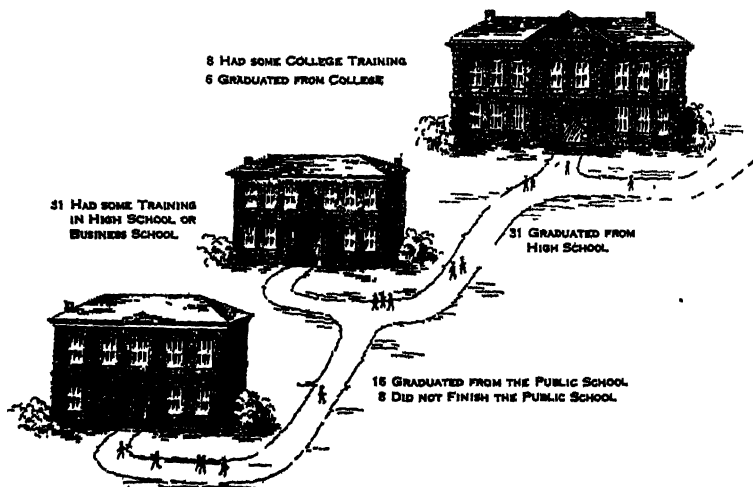 8 HAD SOME COLLEGE TRAINING
6 GRADUATED FROM COLLEGE
31 HAD SOME TRAINING
IN HIGH SCHOOL OR
BUSINESS SCHOOL
31 GRADUATED FROM
HIGH SCHOOL
16 GRADUATED FROM THE PUBLIC SCHOOL
8 DID NOT FINISH THE PUBLIC SCHOOL